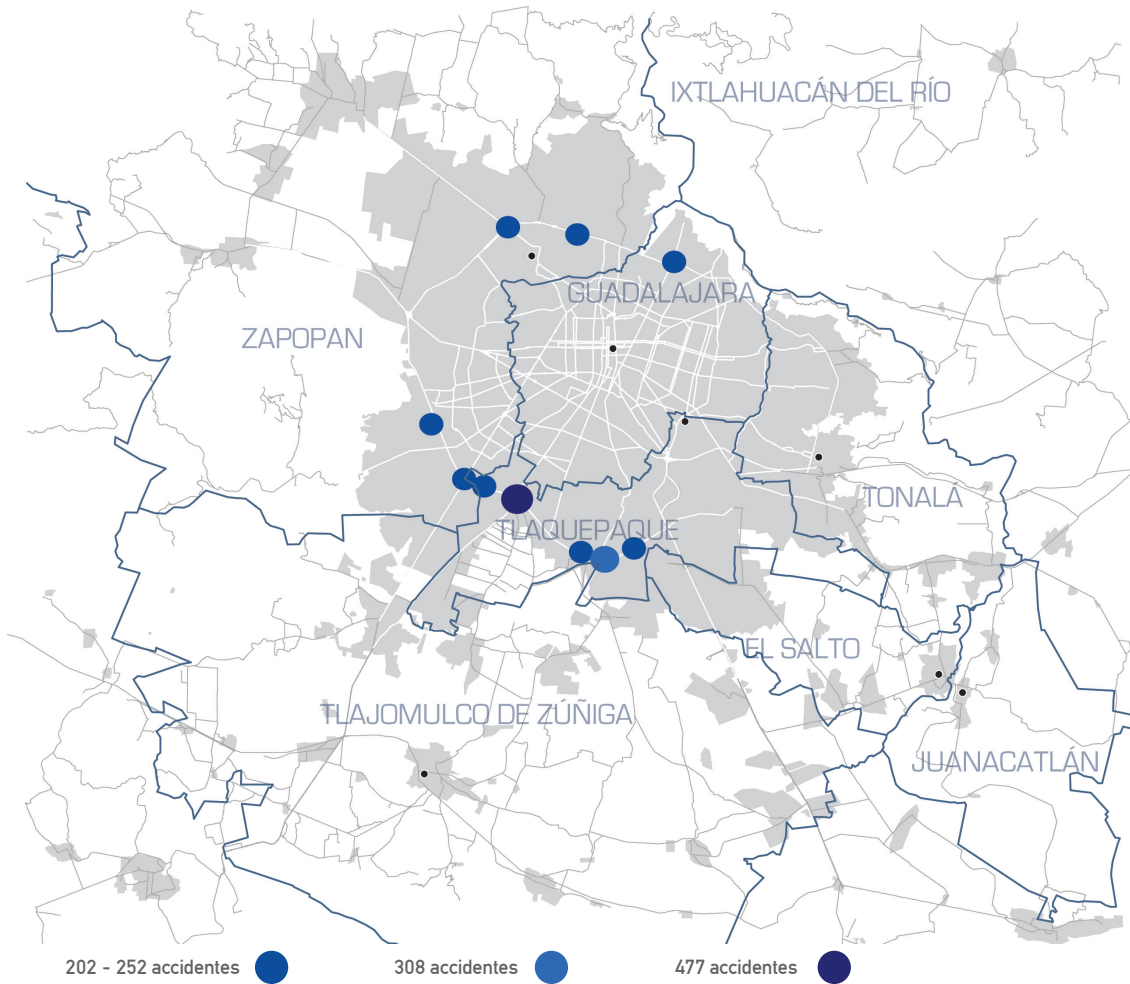 IXTLAHUACÁN DEL RÍO
GUADALAJARA
ZAPOPAN
TONALÁ
TLAQUEPAQUE
EL SALTO
TLAJOMULCO DE ZÚÑIGA
JUANACATLÁN
202 - 252 accidentes
308 accidentes
477 accidentes